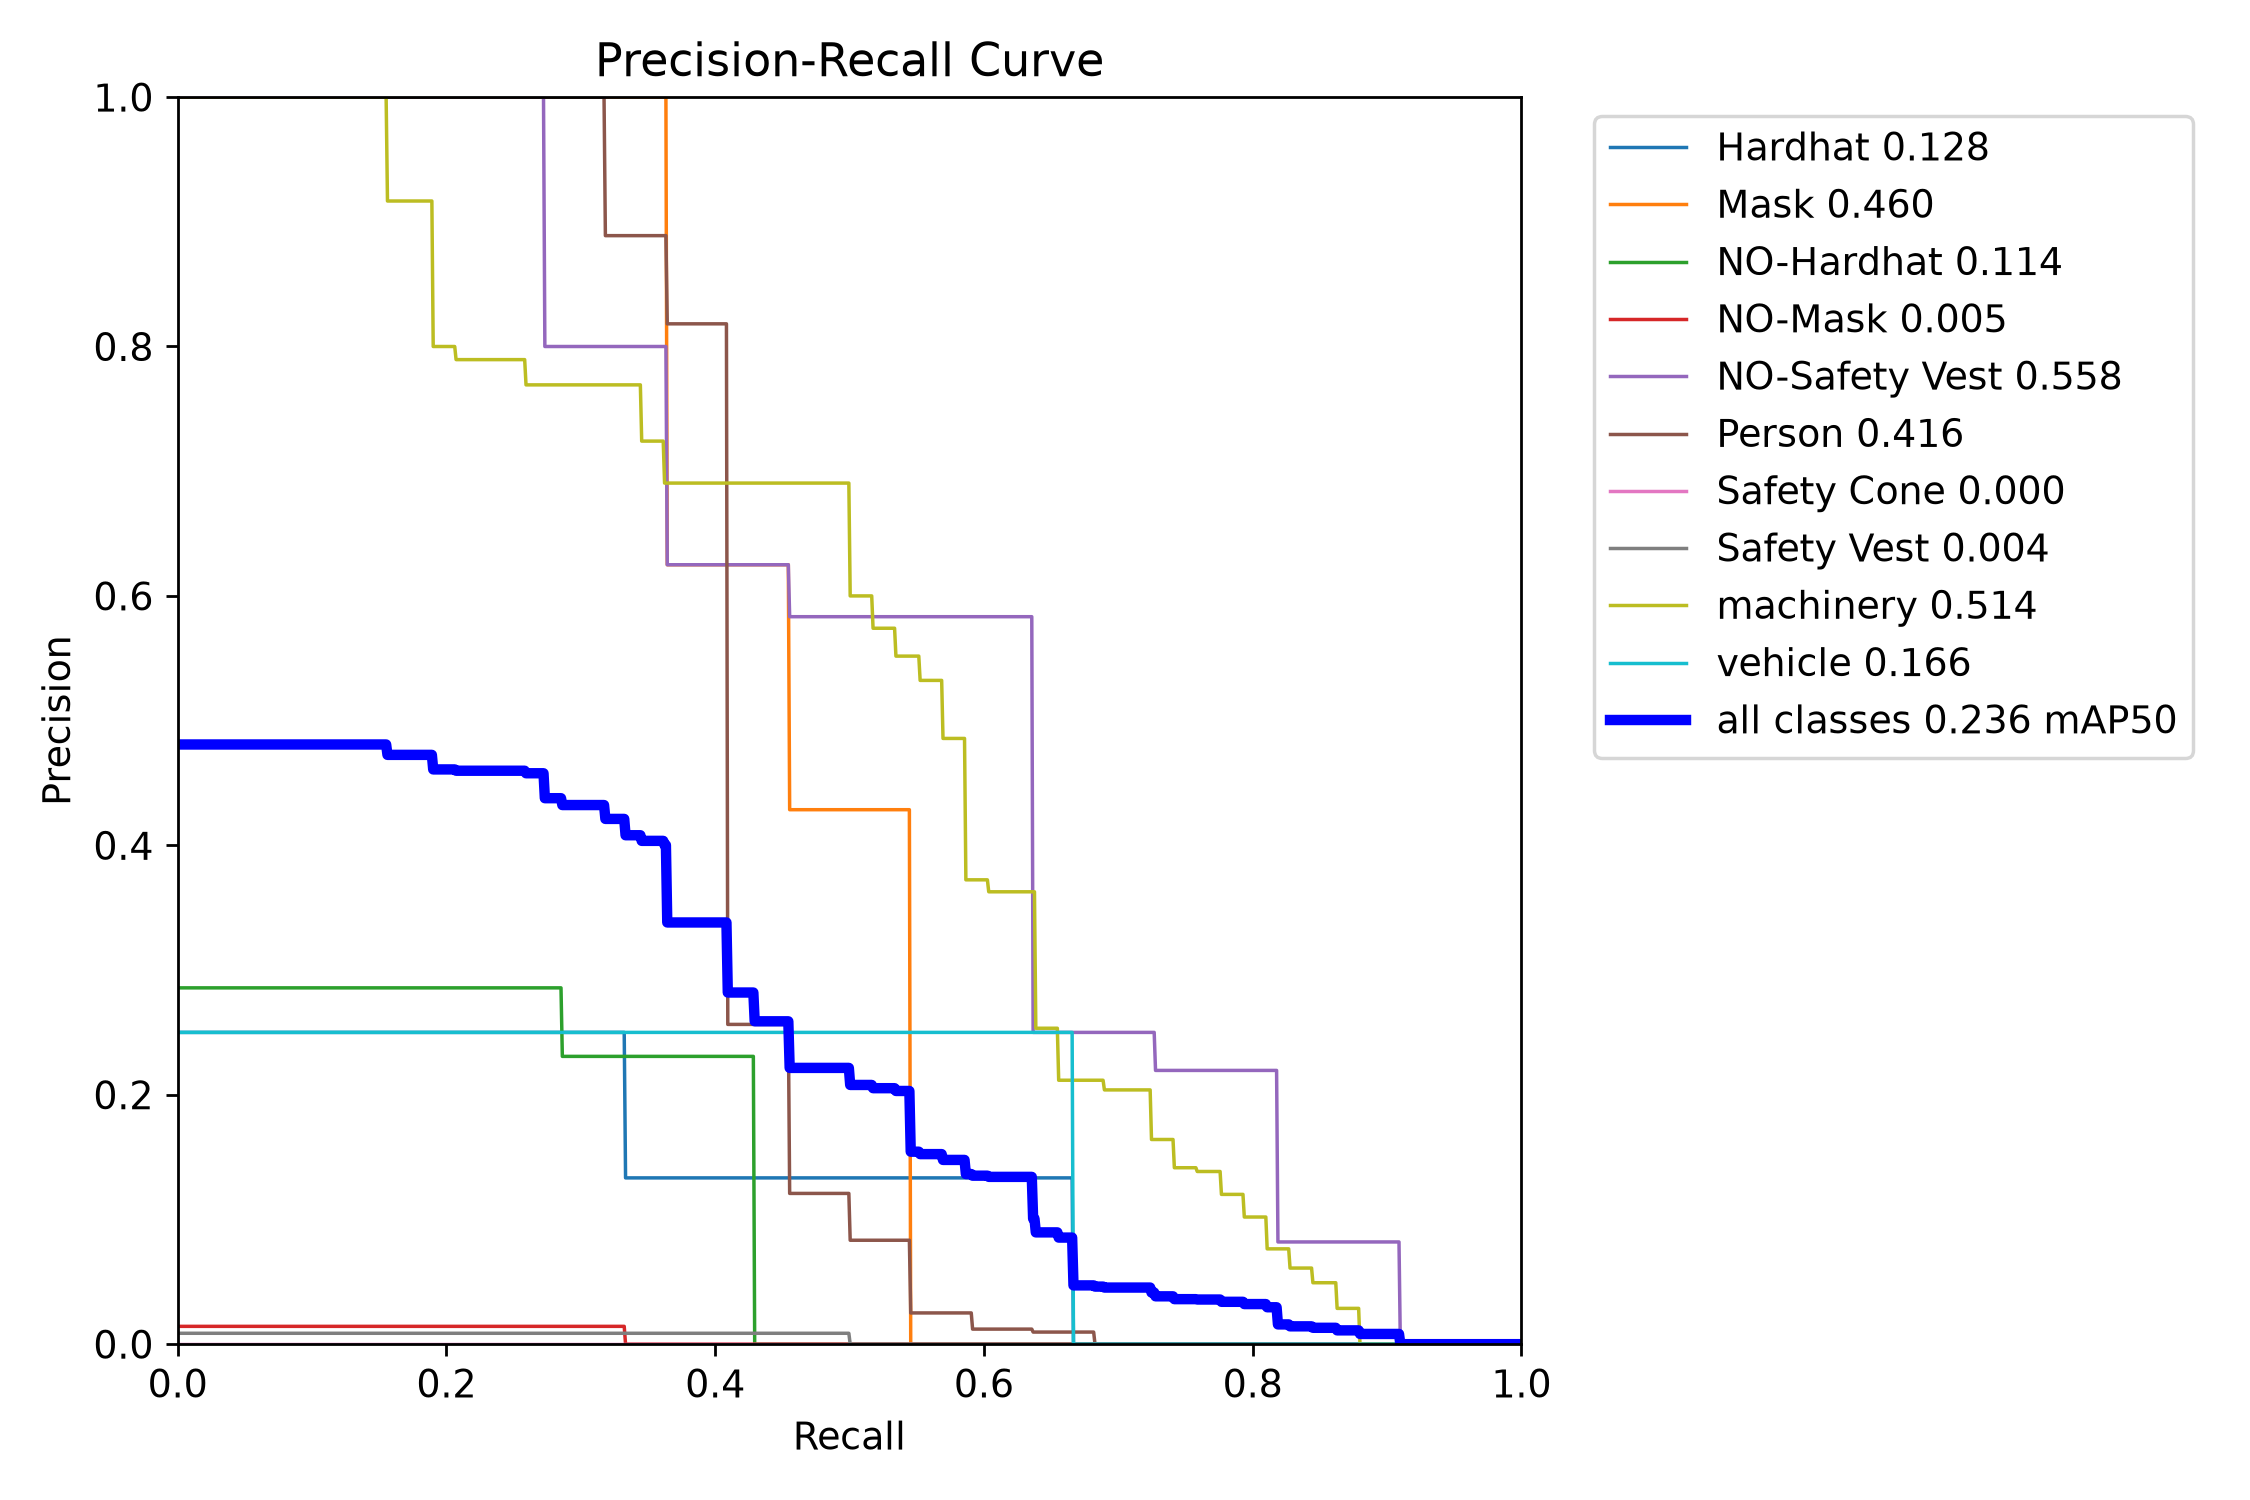 Precision-Recall Curve
1.0
0.8
0.6
0.4
0.2
0.0
Precision
0.0 0.2 0.4 0.6 0.8 1.0
Recall
Hardhat 0.128
Mask 0.460
NO-Hardhat 0.114
NO-Mask 0.005
NO-Safety Vest 0.558
Person 0.416
Safety Cone 0.000
Safety Vest 0.004
machinery 0.514
vehicle 0.166
all classes 0.236 mAP50